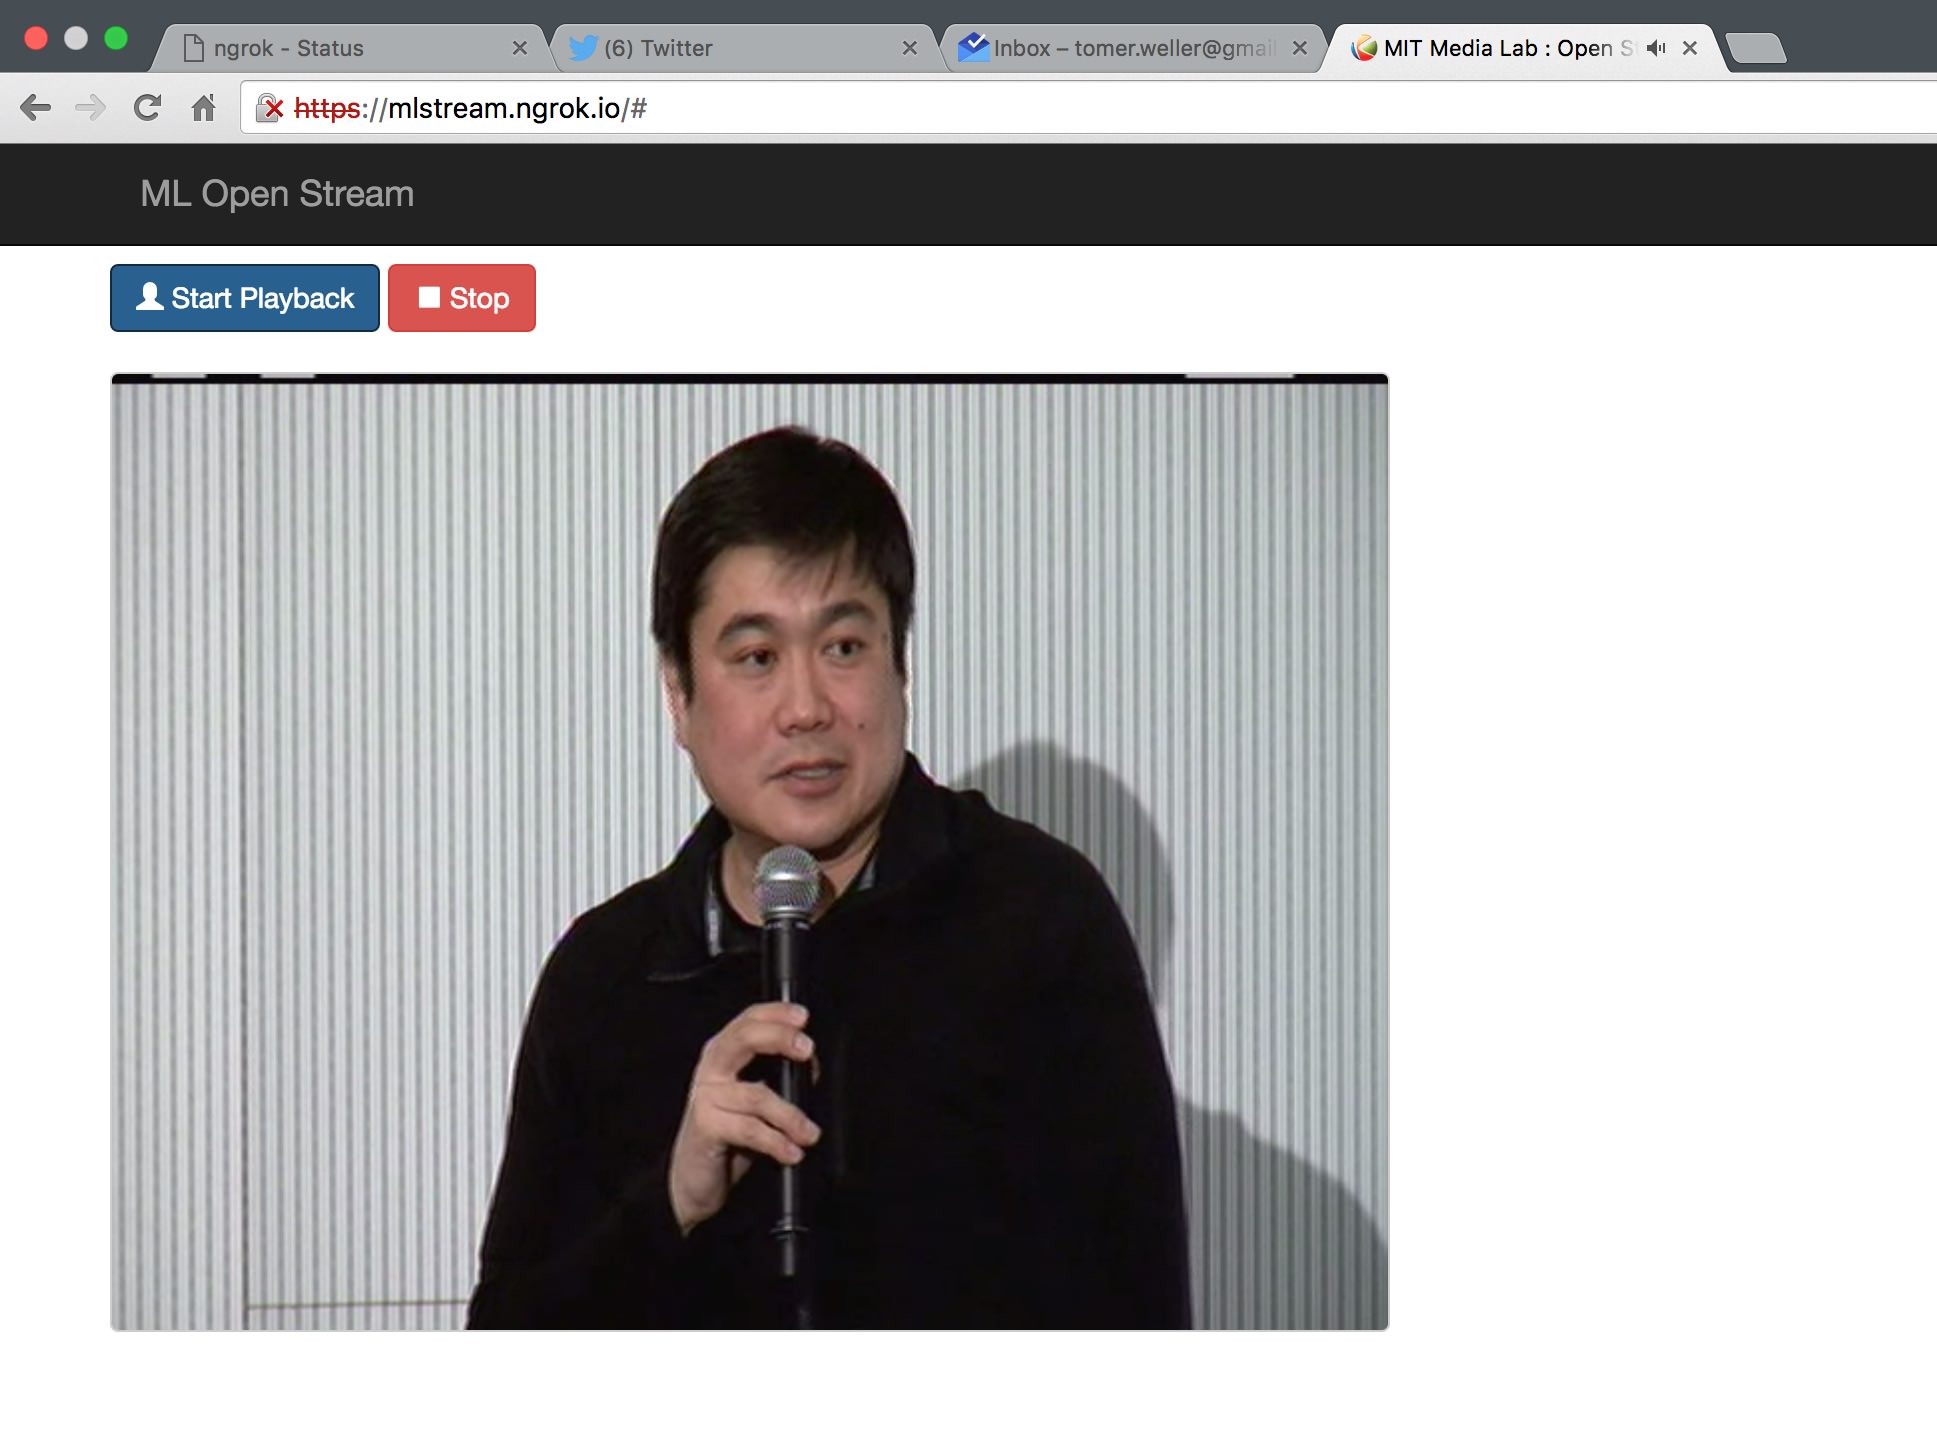 ngrok - Status
(6) Twitter
Inbox – tomer.weller@gmail
MIT Media Lab : Open S
https://mlstream.ngrok.io/#
ML Open Stream
Start Playback
Stop